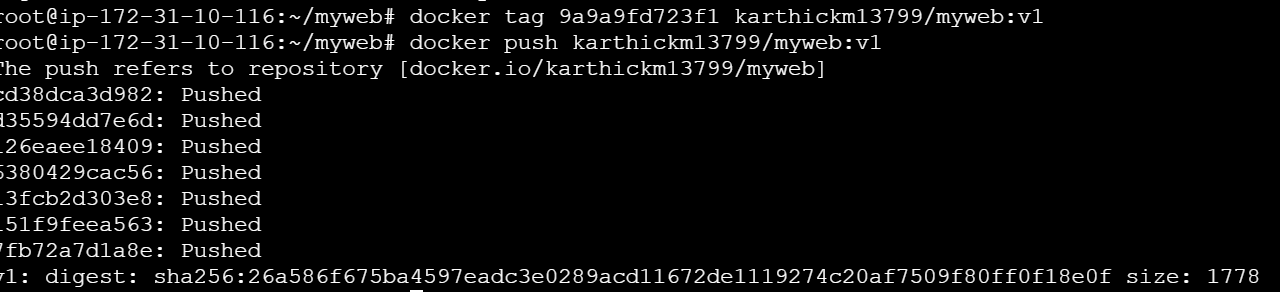 root@ip-172-31-10-116:~/myweb# docker tag 9a9a9fd723f1 karthickm13799/myweb:v1
root@ip-172-31-10-116:~/myweb# docker push karthickm13799/myweb:v1
The push refers to repository [docker.io/karthickm13799/myweb]
cd38dca3d982: Pushed
d35594dd7e6d: Pushed
126eaee18409: Pushed
6380429cac56: Pushed
13fcb2d303e8: Pushed
151f9feea563: Pushed
7fb72a7d1a8e: Pushed
v1: digest: sha256:26a586f675ba4597eadc3e0289acd11672de1119274c20af7509f80ff0f18e0f size: 1778